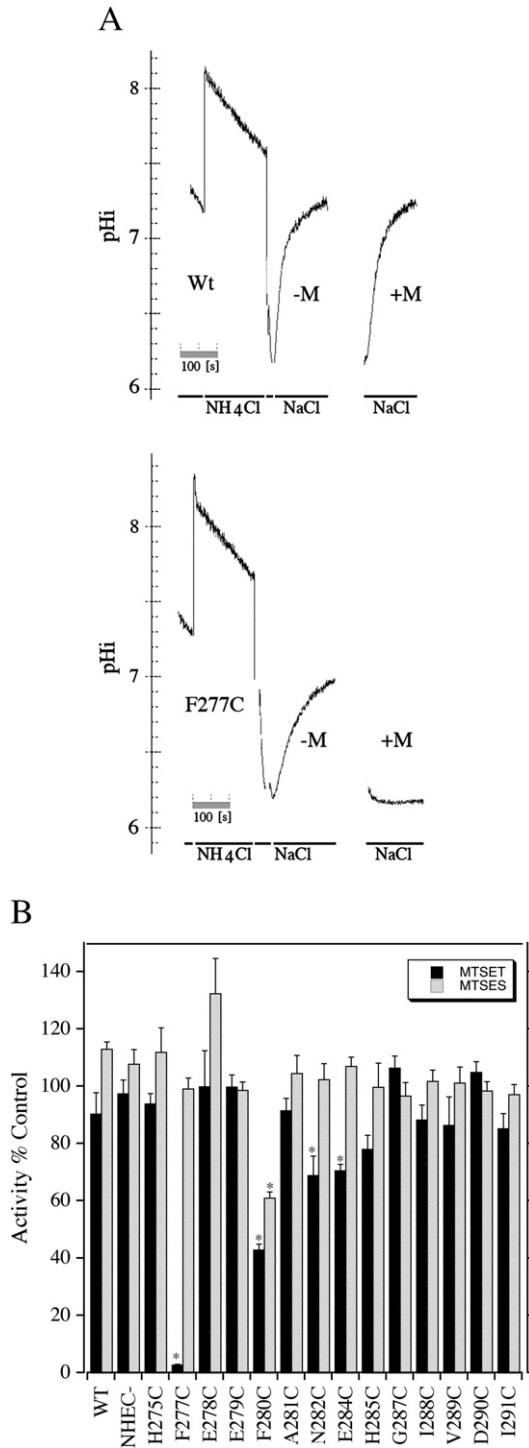 A
8
7
6
pHi
Wt
-M
+M
100 [s]
NH4Cl
NaCl
NaCl
8
7
6
pHi
F277C
-M
+M
100 [s]
NH4Cl
NaCl
NaCl
B
140
120
100
80
60
40
20
0
Activity % Control
MTSET
MTSES
*
*
*
*
*
WT
NHEC-
H275C
F277C
E278C
E279C
F280C
A281C
N282C
E284C
H285C
G287C
I288C
V289C
D290C
I291C